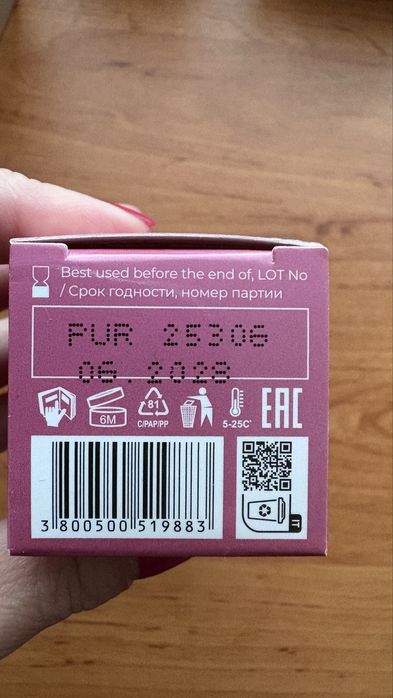 Best used before the end of, LOT No
/ Срок годности, номер партии
PUR 25306
06.2028
6M
81
C/PAP/PP
5-25C°
EAC
3 800500 519883
IT